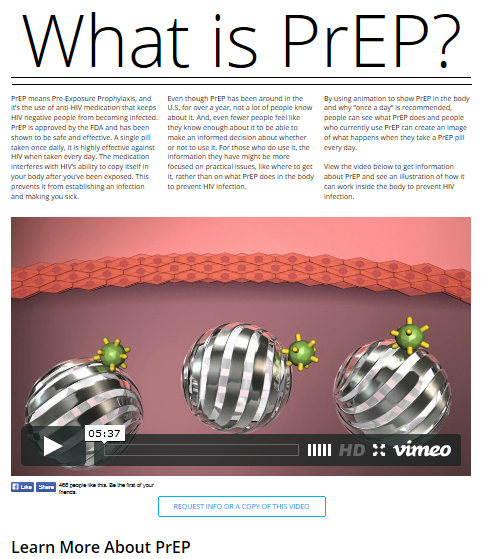 What is PrEP?
PrEP means Pre-Exposure Prophylaxis, and
it's the use of anti-HIV medication that keeps
HIV negative people from becoming infected.
PrEP is approved by the FDA and has been
shown to be safe and effective. A single pill
taken once daily, it is highly effective against
HIV when taken every day. The medication
interferes with HIV's ability to copy itself in
your body after you've been exposed. This
prevents it from establishing an infection
and making you sick.
Even though PrEP has been around in the
U.S. for over a year, not a lot of people know
about it. And, even fewer people feel like
they know enough about it to be able to
make an informed decision about whether
or not to use it. For those who do use it, the
information they have might be more
focused on practical issues, like where to get
it, rather than on what PrEP does in the body
to prevent HIV infection.
By using animation to show PrEP in the body
and why "once a day" is recommended,
people can see what PrEP does and people
who currently use PrEP can create an image
of what happens when they take a PrEP pill
every day.
View the video below to get information
about PrEP and see an illustration of how it
can work inside the body to prevent HIV
infection.
05:37
HD vimeo
Like Share 466 people like this. Be the first of your
friends.
REQUEST INFO OR A COPY OF THIS VIDEO
Learn More About PrEP